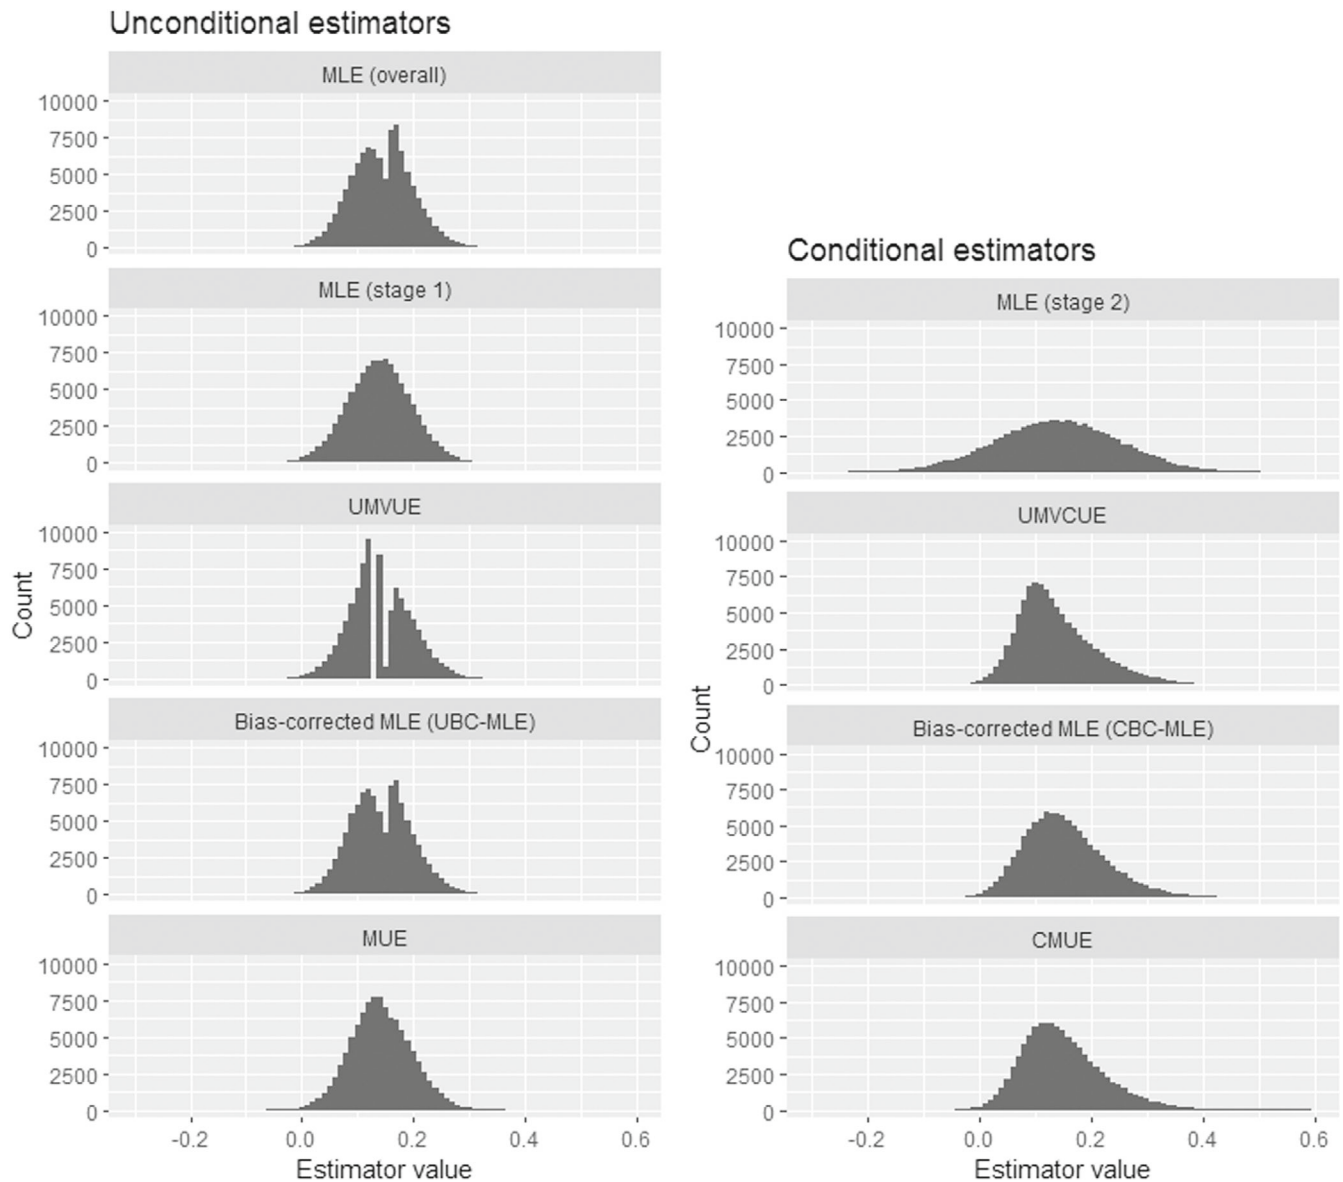 Unconditional estimators
MLE (overall)
10000
7500
5000
2500
0
MLE (stage 1)
10000
7500
5000
2500
0
UMVUE
10000
7500
5000
2500
0
Bias-corrected MLE (UBC-MLE)
10000
7500
5000
2500
0
MUE
10000
7500
5000
2500
0
Count
-0.2 0.0 0.2 0.4 0.6
Estimator value
Conditional estimators
MLE (stage 2)
10000
7500
5000
2500
0
UMVCUE
10000
7500
5000
2500
0
Bias-corrected MLE (CBC-MLE)
10000
7500
5000
2500
0
CMUE
10000
7500
5000
2500
0
Count
-0.2 0.0 0.2 0.4 0.6
Estimator value